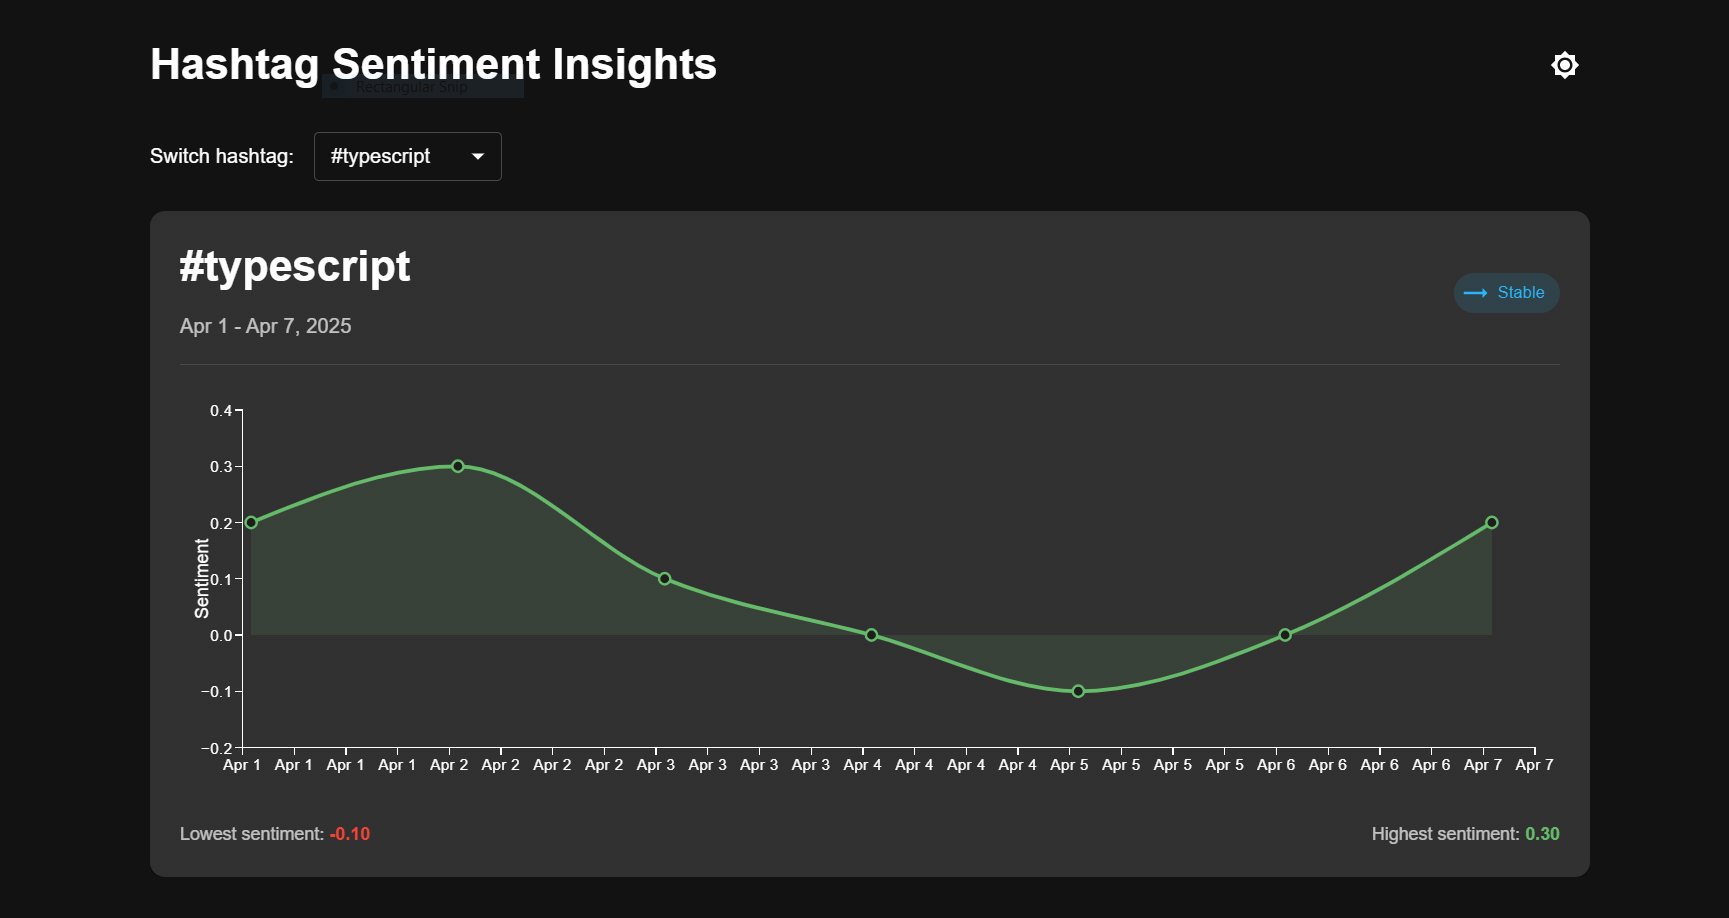 Hashtag Sentiment Insights
Rectangular Snip
Switch hashtag: #typescript
#typescript
Stable
Apr 1 - Apr 7, 2025
0.4
0.3
0.2
0.1
0.0
−0.1
−0.2
Sentiment
Apr 1 Apr 1 Apr 1 Apr 1 Apr 2 Apr 2 Apr 2 Apr 2 Apr 3 Apr 3 Apr 3 Apr 3 Apr 4 Apr 4 Apr 4 Apr 4 Apr 5 Apr 5 Apr 5 Apr 5 Apr 6 Apr 6 Apr 6 Apr 6 Apr 7 Apr 7
Lowest sentiment: -0.10
Highest sentiment: 0.30